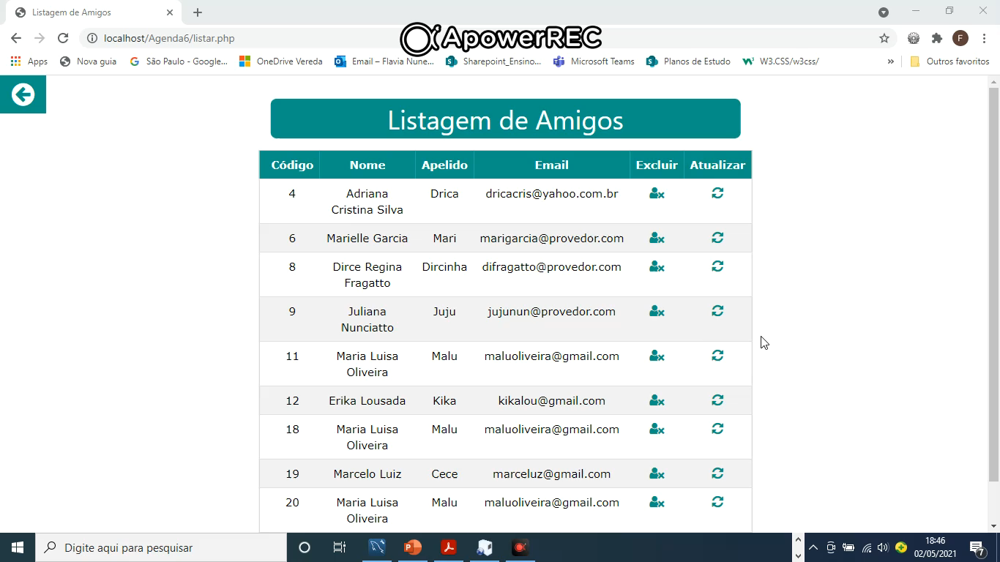 Listagem de Amigos
localhost/Agenda6/listar.php
ApowerREC
F
Apps
Nova guia
São Paulo - Google...
OneDrive Vereda
Email – Flavia Nune...
Sharepoint_Ensino...
Microsoft Teams
Planos de Estudo
W3.CSS/w3css/
»
Outros favoritos
Listagem de Amigos
Código Nome Apelido Email Excluir Atualizar
4 Adriana Drica dricacris@yahoo.com.br
Cristina Silva
6 Marielle Garcia Mari marigarcia@provedor.com
8 Dirce Regina Dircinha difragatto@provedor.com
Fragatto
9 Juliana Juju jujunun@provedor.com
Nunciatto
11 Maria Luisa Malu maluoliveira@gmail.com
Oliveira
12 Erika Lousada Kika kikalou@gmail.com
18 Maria Luisa Malu maluoliveira@gmail.com
Oliveira
19 Marcelo Luiz Cece marceluz@gmail.com
20 Maria Luisa Malu maluoliveira@gmail.com
Oliveira
Digite aqui para pesquisar
18:46
02/05/2021
7